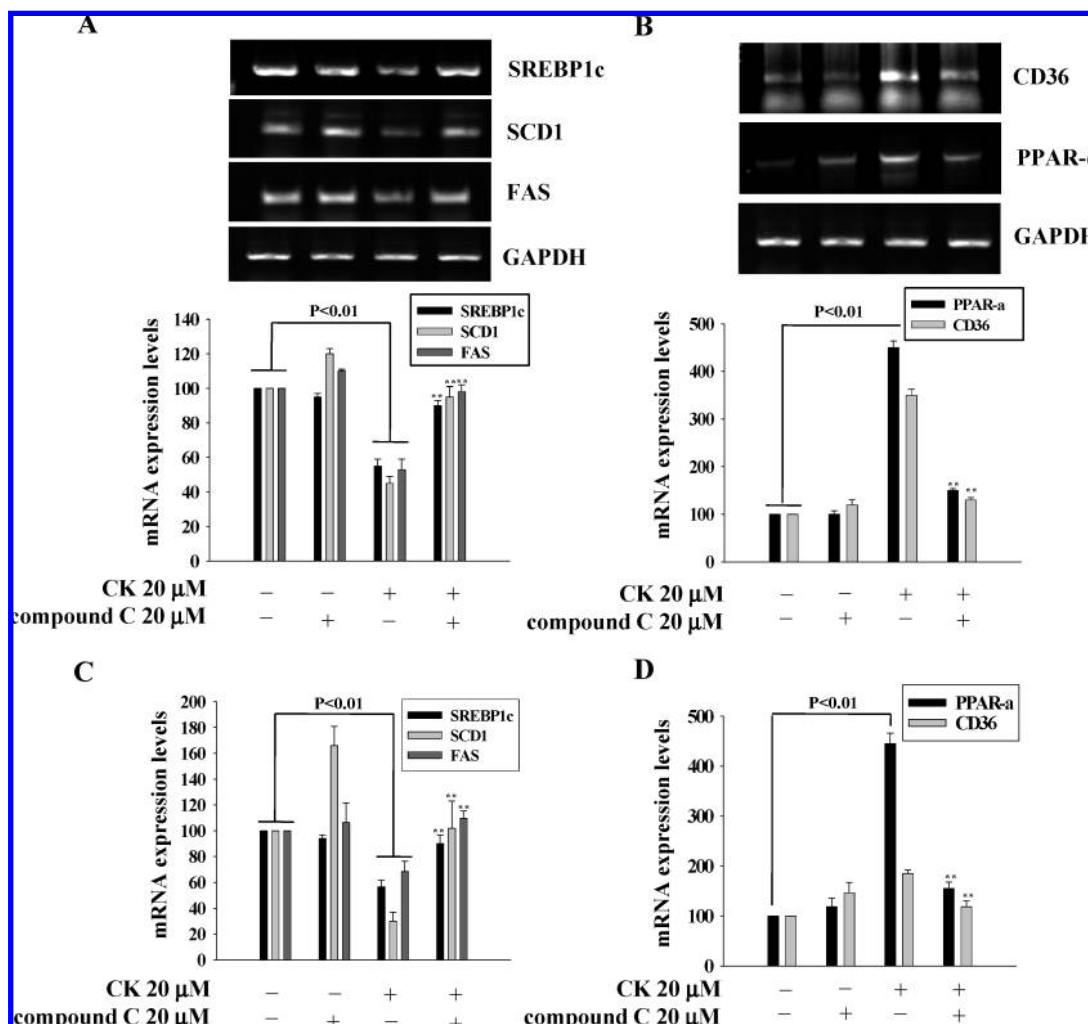 A
SREBP1c
SCD1
FAS
GAPDH
mRNA expression levels
140
120
100
80
60
40
20
0
P<0.01
SREBP1c
SCD1
FAS
**
****
CK 20 µM
– – + +
compound C 20 µM
– + – +
B
CD36
PPAR-
GAPDH
mRNA expression levels
500
400
300
200
100
0
P<0.01
PPAR-a
CD36
** **
CK 20 µM
– – + +
compound C 20 µM
– + – +
C
mRNA expression levels
200
180
160
140
120
100
80
60
40
20
0
P<0.01
SREBP1c
SCD1
FAS
**
**
**
CK 20 µM
– – + +
compound C 20 µM
– + – +
D
mRNA expression levels
500
400
300
200
100
0
P<0.01
PPAR-a
CD36
**
**
CK 20 µM
– – + +
compound C 20 µM
– + – +